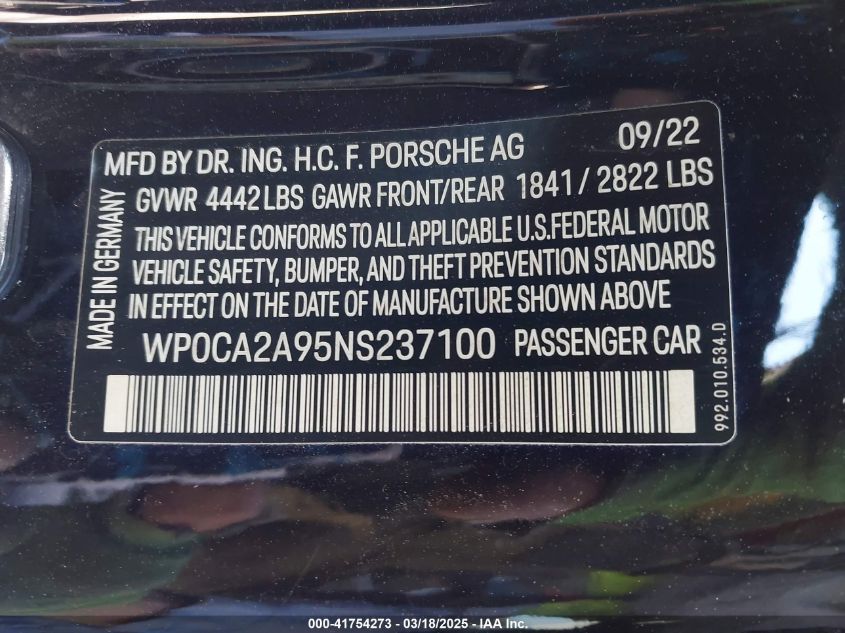 MFD BY DR. ING. H.C. F. PORSCHE AG 09/22
GVWR 4442 LBS GAWR FRONT/REAR 1841 / 2822 LBS
THIS VEHICLE CONFORMS TO ALL APPLICABLE U.S. FEDERAL MOTOR
VEHICLE SAFETY, BUMPER, AND THEFT PREVENTION STANDARDS
IN EFFECT ON THE DATE OF MANUFACTURE SHOWN ABOVE
WP0CA2A95NS237100 PASSENGER CAR
MADE IN GERMANY
992.010.534.D
000-41754273 - 03/18/2025 - IAA Inc.